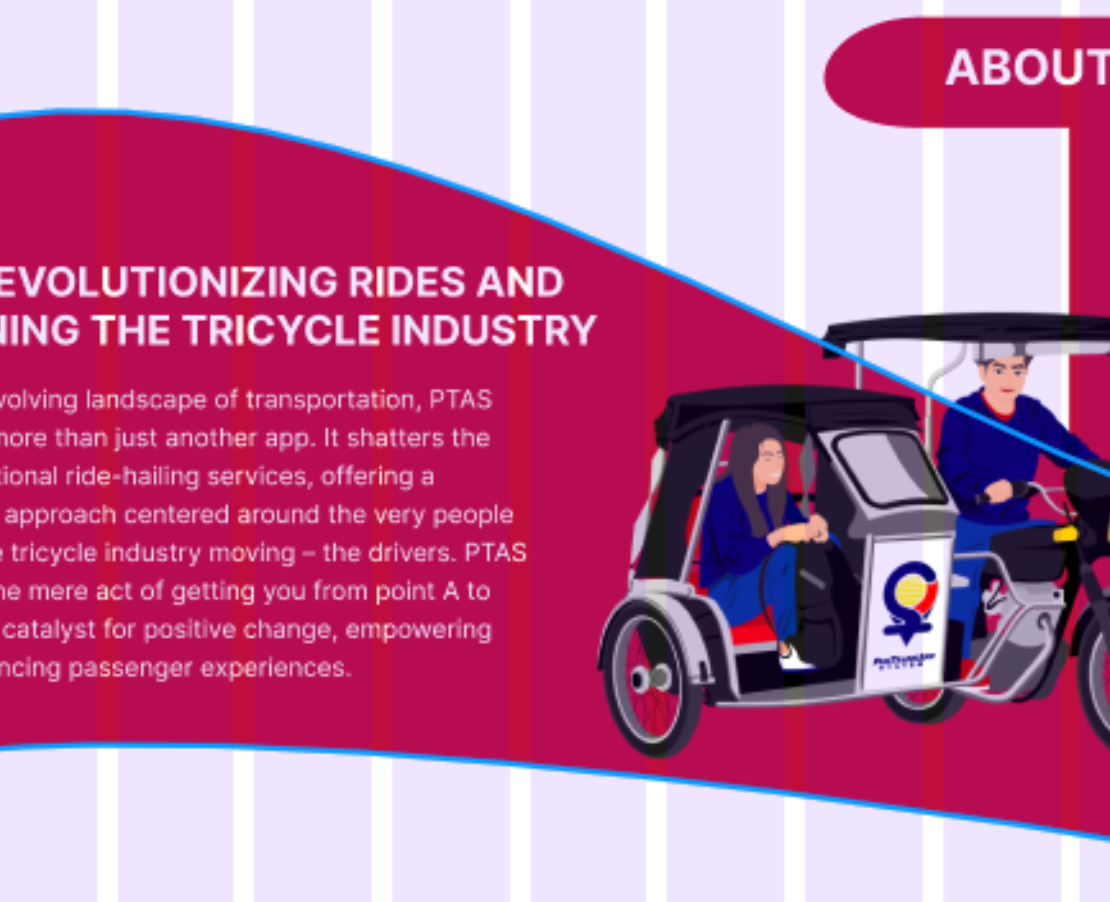 ABOUT
EVOLUTIONIZING RIDES AND
NING THE TRICYCLE INDUSTRY
volving landscape of transportation, PTAS
more than just another app. It shatters the
tional ride-hailing services, offering a
approach centered around the very people
e tricycle industry moving – the drivers. PTAS
he mere act of getting you from point A to
catalyst for positive change, empowering
ncing passenger experiences.
SYSTEM